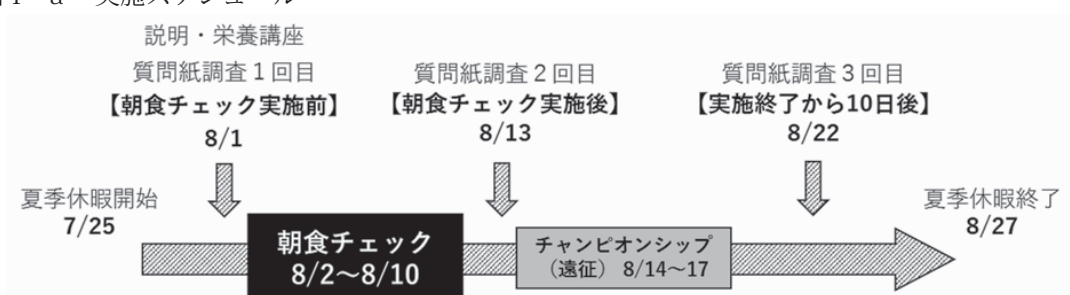 説明・栄養講座
質問紙調査1回目
【朝食チェック実施前】
8/1
質問紙調査2回目
【朝食チェック実施後】
8/13
質問紙調査3回目
【実施終了から10日後】
8/22
夏季休暇開始
7/25
朝食チェック
8/2〜8/10
チャンピオンシップ
(遠征) 8/14〜17
夏季休暇終了
8/27